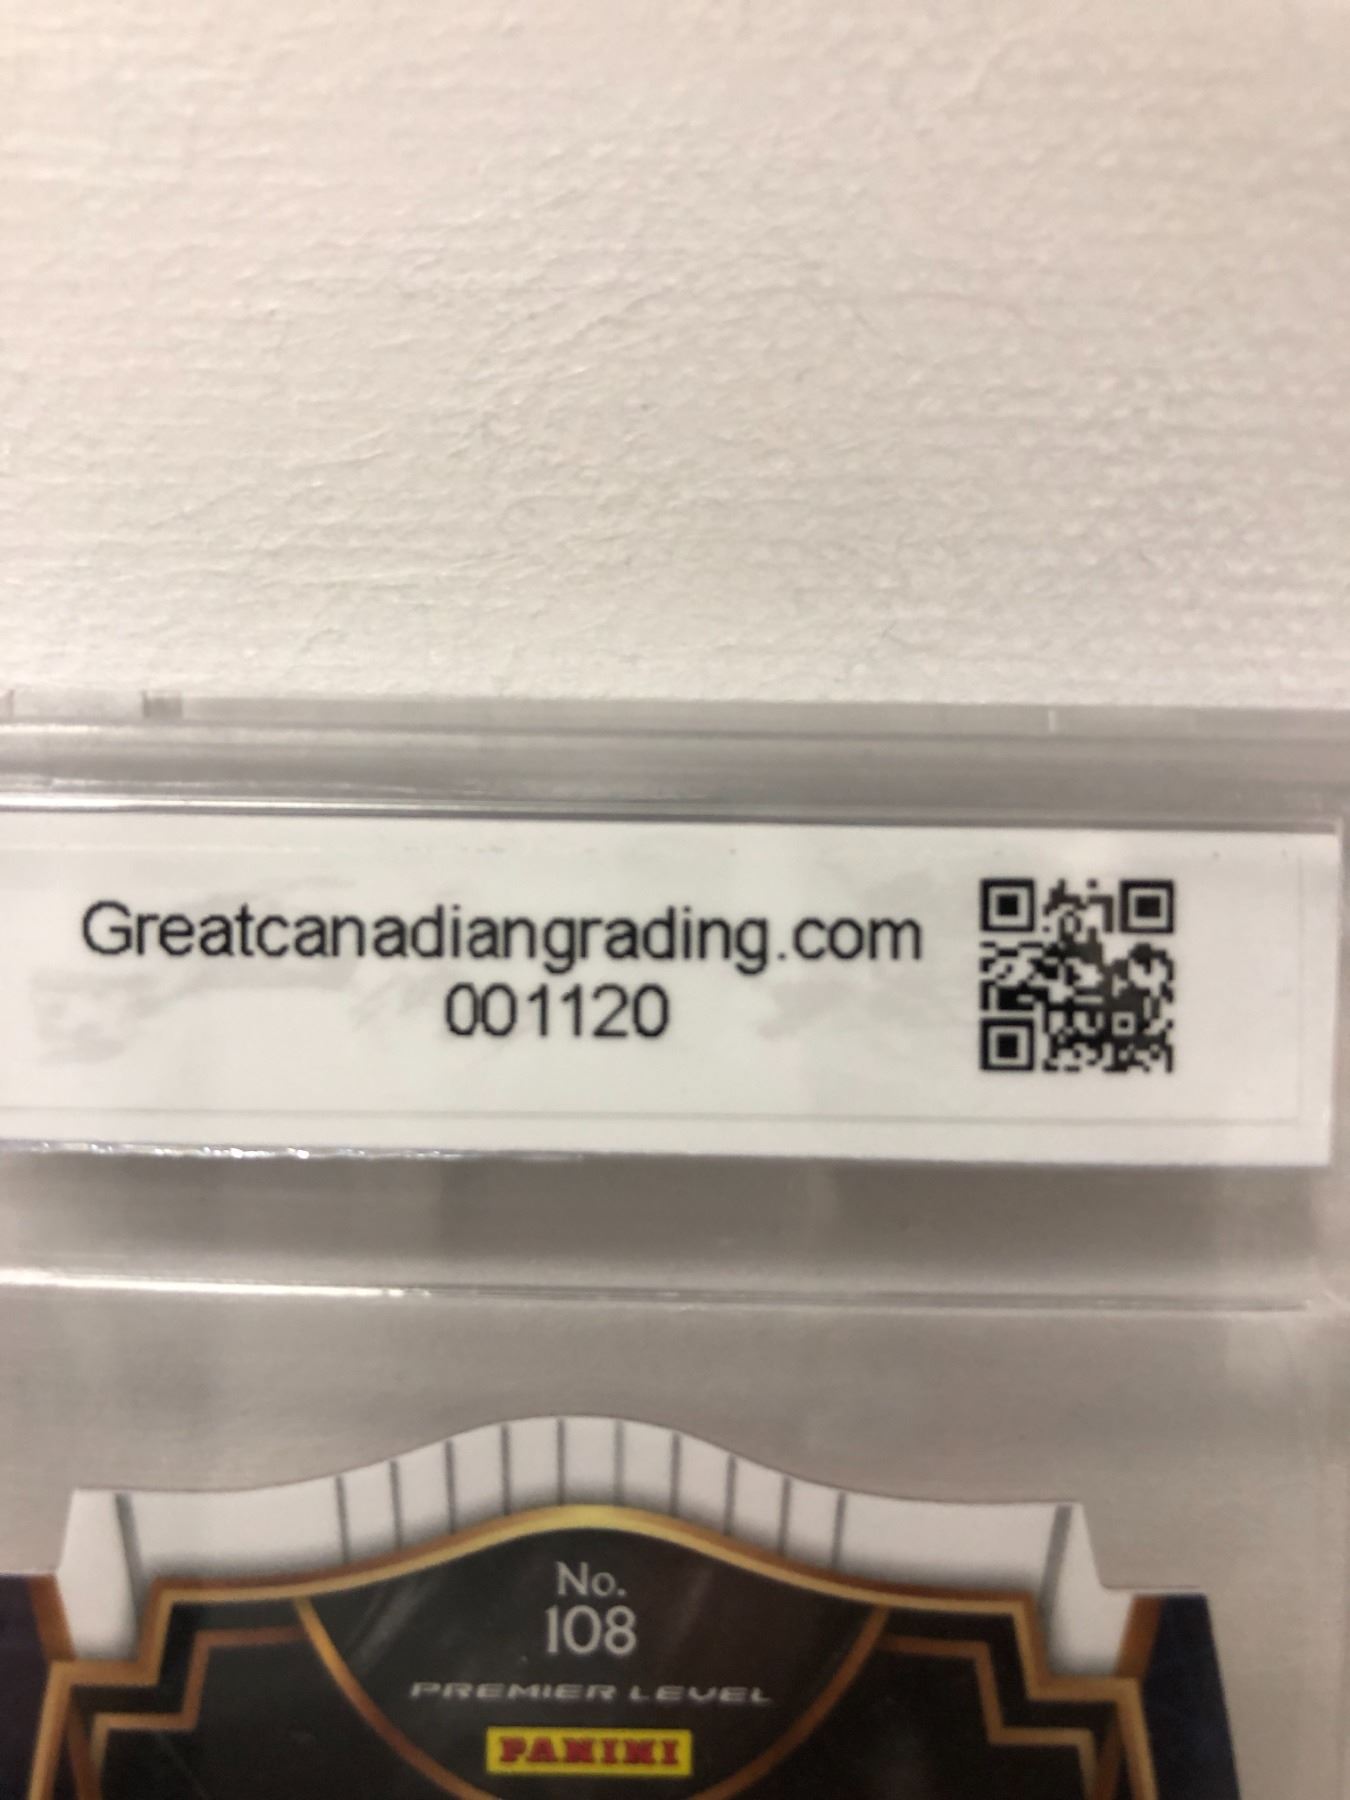 Greatcanadiangrading.com
001120
No.
108
PREMIER LEVEL
PANINI